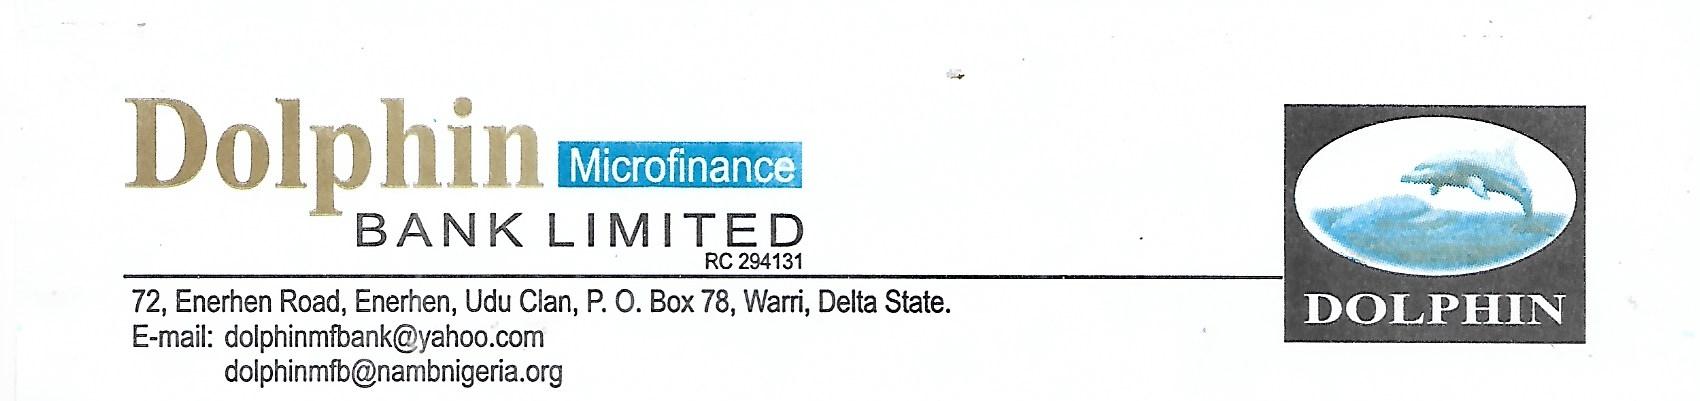 Dolphin Microfinance
BANK LIMITED
RC 294131
72, Enerhen Road, Enerhen, Udu Clan, P. O. Box 78, Warri, Delta State.
E-mail: dolphinmfbank@yahoo.com
dolphinmfb@nambnigeria.org
DOLPHIN